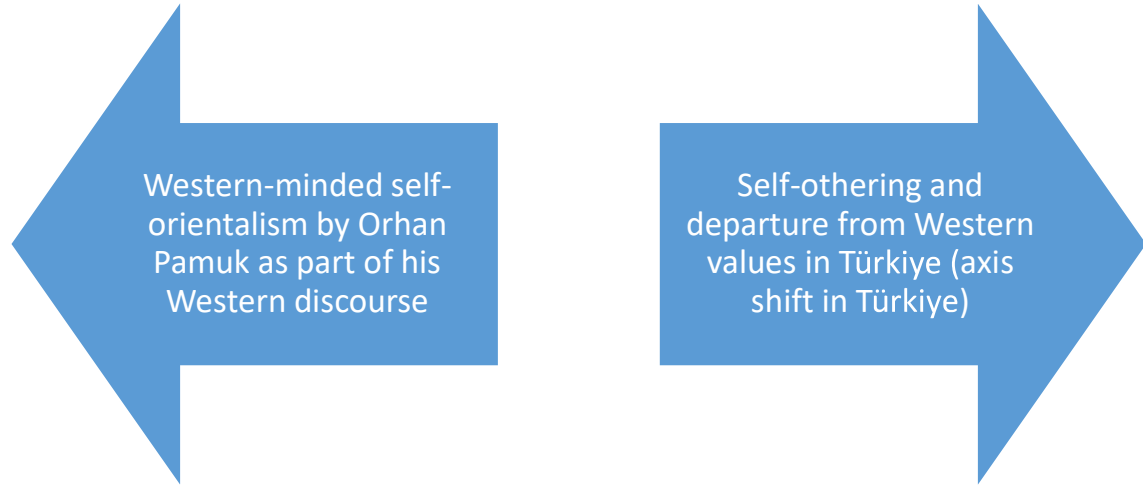 Western-minded self-
orientalism by Orhan
Pamuk as part of his
Western discourse
Self-othering and
departure from Western
values in Türkiye (axis
shift in Türkiye)